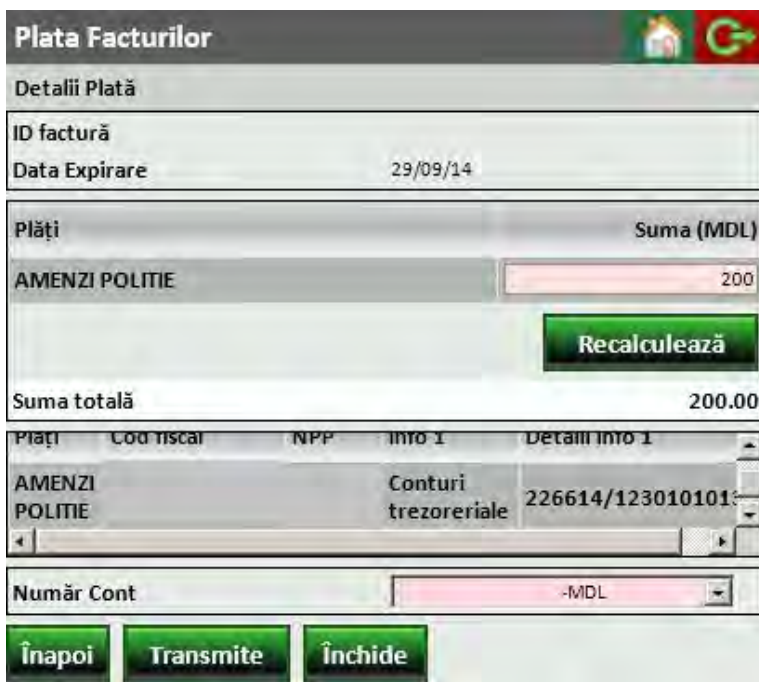 Plata Facturilor
Detalii Plată
ID factură
Data Expirare 29/09/14
Plăți Suma (MDL)
AMENZI POLITIE 200
Recalculează
Suma totală 200.00
Plăți Cod fiscal NPP Info 1 Detalii Info 1
AMENZI POLITIE Conturi trezoreriale 226614/123010101
Număr Cont -MDL
Înapoi Transmite Închide